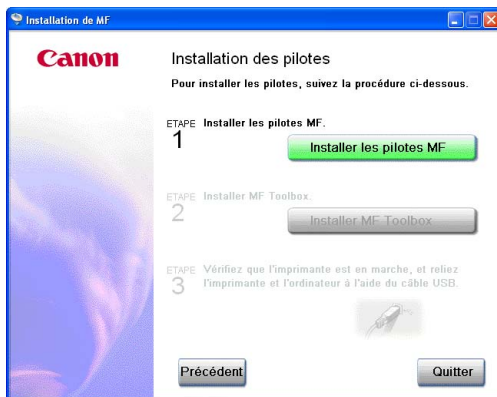 Installation de MF
Canon
Installation des pilotes
Pour installer les pilotes, suivez la procédure ci-dessous.
ETAPE 1 Installer les pilotes MF.
Installer les pilotes MF
ETAPE 2 Installer MF Toolbox.
Installer MF Toolbox
ETAPE 3 Vérifiez que l'imprimante est en marche, et reliez
l'imprimante et l'ordinateur à l'aide du câble USB.
Précédent
Quitter